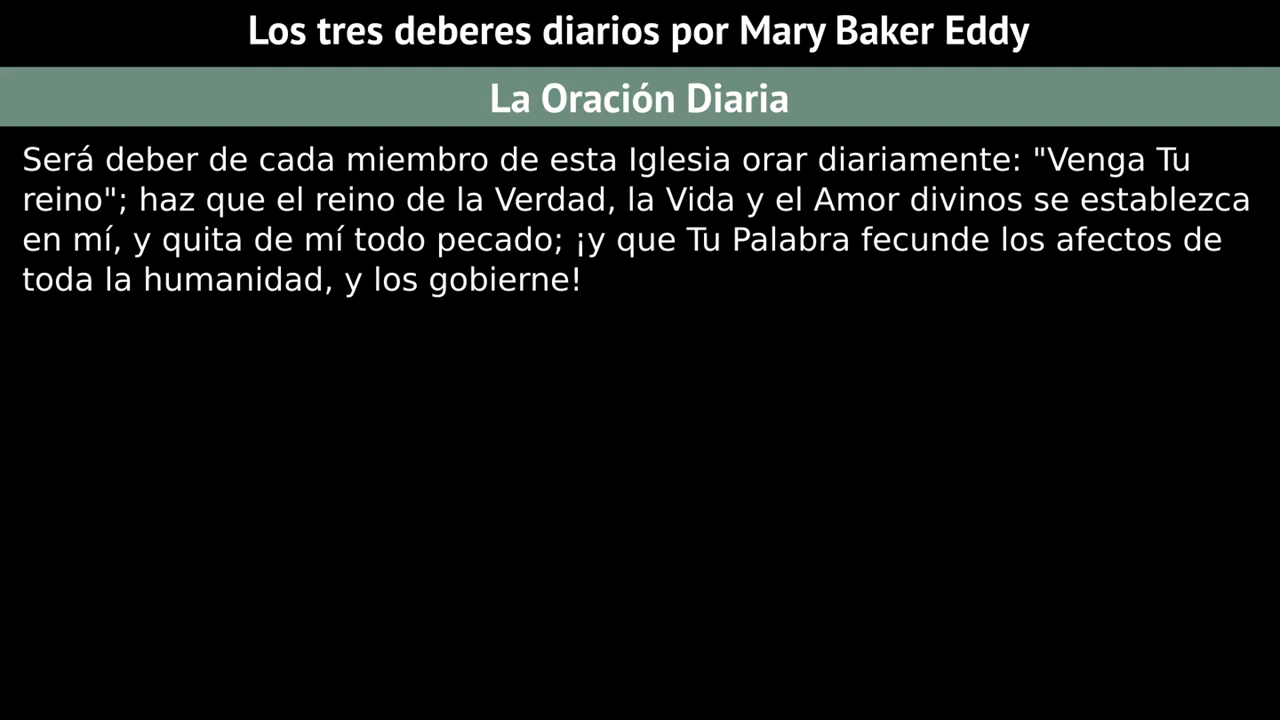 Los tres deberes diarios por Mary Baker Eddy
La Oración Diaria
Será deber de cada miembro de esta Iglesia orar diariamente: "Venga Tu
reino"; haz que el reino de la Verdad, la Vida y el Amor divinos se establezca
en mí, y quita de mí todo pecado; ¡y que Tu Palabra fecunde los afectos de
toda la humanidad, y los gobierne!